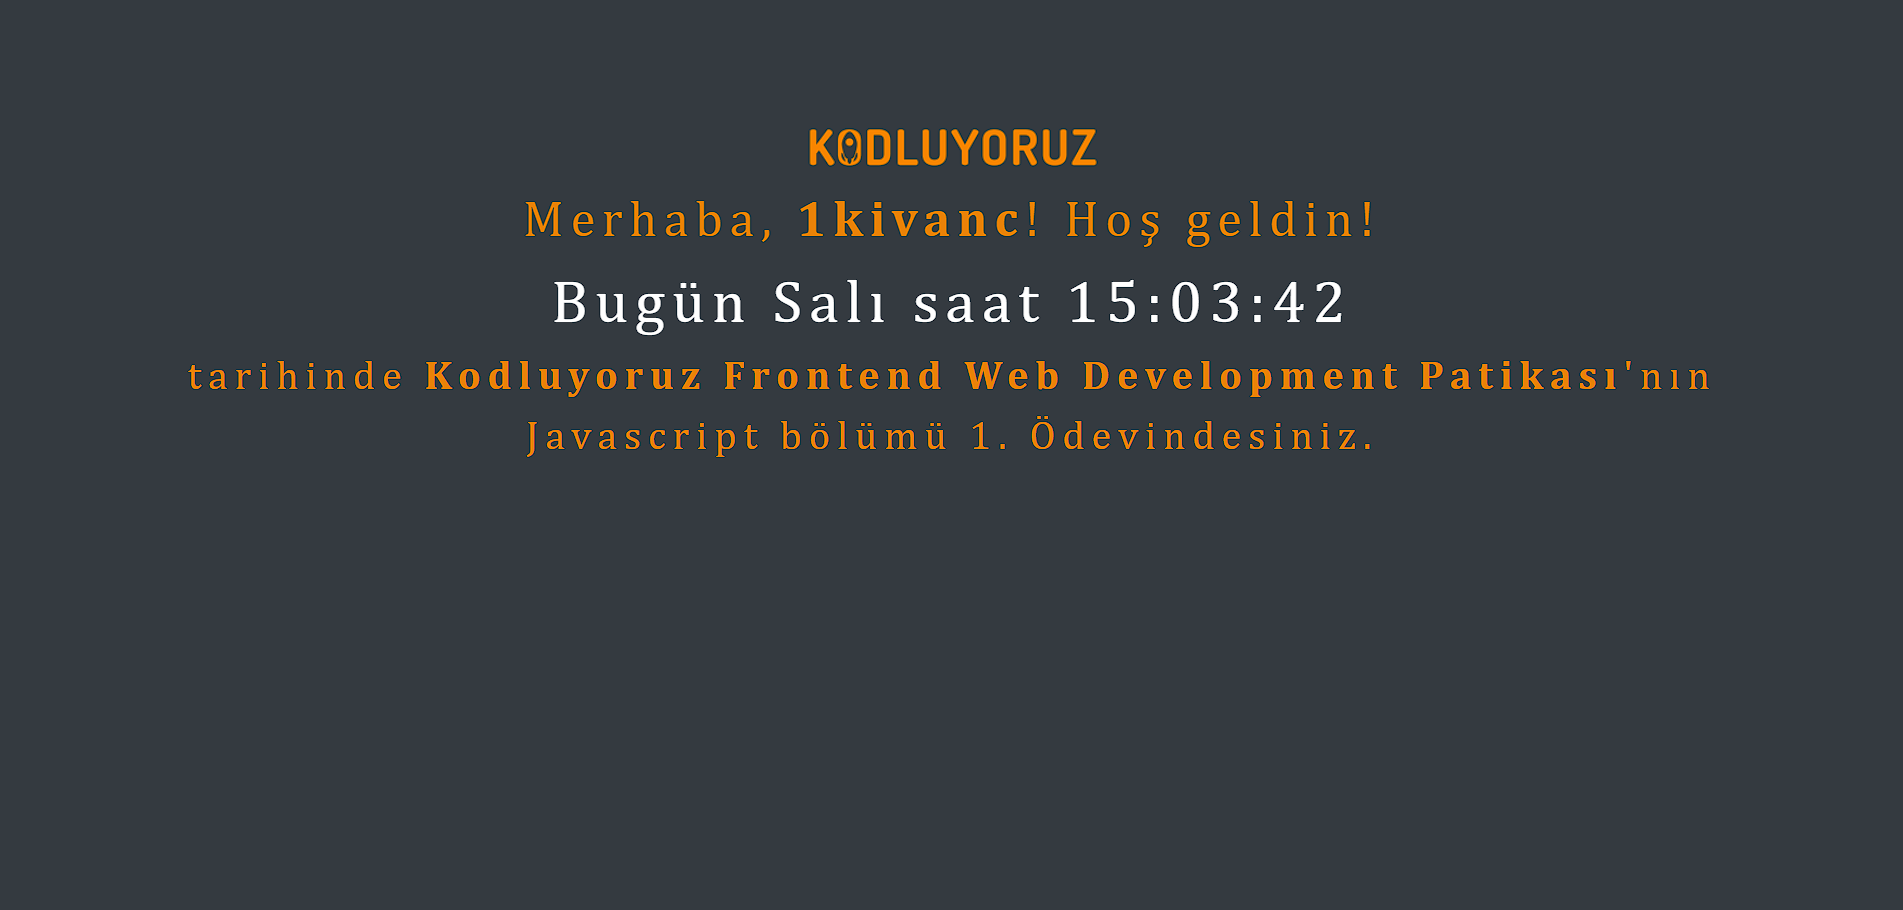 KODLUYORUZ
Merhaba, 1kivanc! Hoş geldin!
Bugün Salı saat 15:03:42
tarihinde Kodluyoruz Frontend Web Development Patikası'nın
Javascript bölümü 1. Ödevindesiniz.